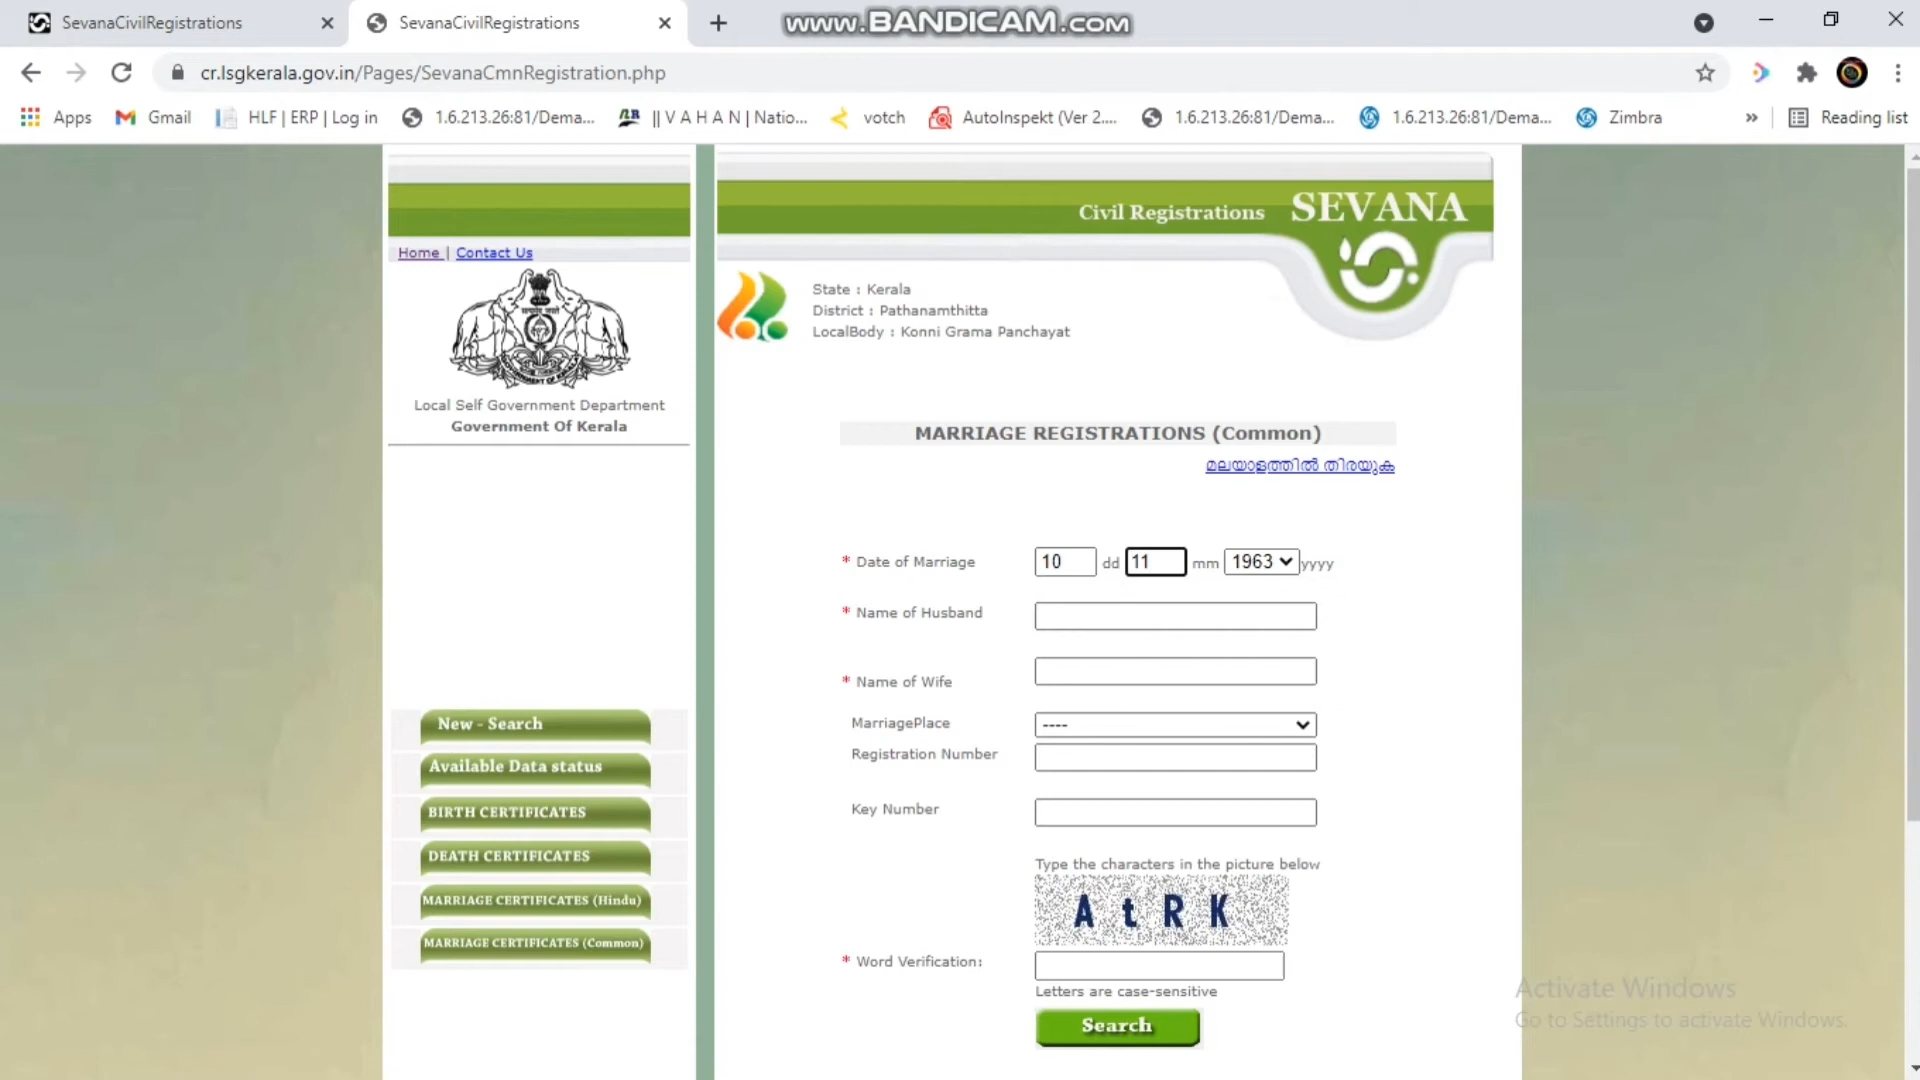 SevanaCivilRegistrations
SevanaCivilRegistrations
www.BANDICAM.com
cr.lsgkerala.gov.in/Pages/SevanaCmnRegistration.php
Apps
Gmail
HLF | ERP | Log in
1.6.213.26:81/Dema...
|| V A H A N | Natio...
votch
AutoInspekt (Ver 2....
1.6.213.26:81/Dema...
1.6.213.26:81/Dema...
Zimbra
»
Reading list
Civil Registrations SEVANA
Home | Contact Us
State : Kerala
District : Pathanamthitta
LocalBody : Konni Grama Panchayat
Local Self Government Department
Government Of Kerala
MARRIAGE REGISTRATIONS (Common)
മലയാളത്തിൽ തിരയുക
* Date of Marriage 10 dd 11 mm 1963 yyyy
* Name of Husband
* Name of Wife
MarriagePlace ----
Registration Number
Key Number
New - Search
Available Data status
BIRTH CERTIFICATES
DEATH CERTIFICATES
MARRIAGE CERTIFICATES (Hindu)
MARRIAGE CERTIFICATES (Common)
Type the characters in the picture below
A t R K
* Word Verification:
Letters are case-sensitive
Search
Activate Windows
Go to Settings to activate Windows.